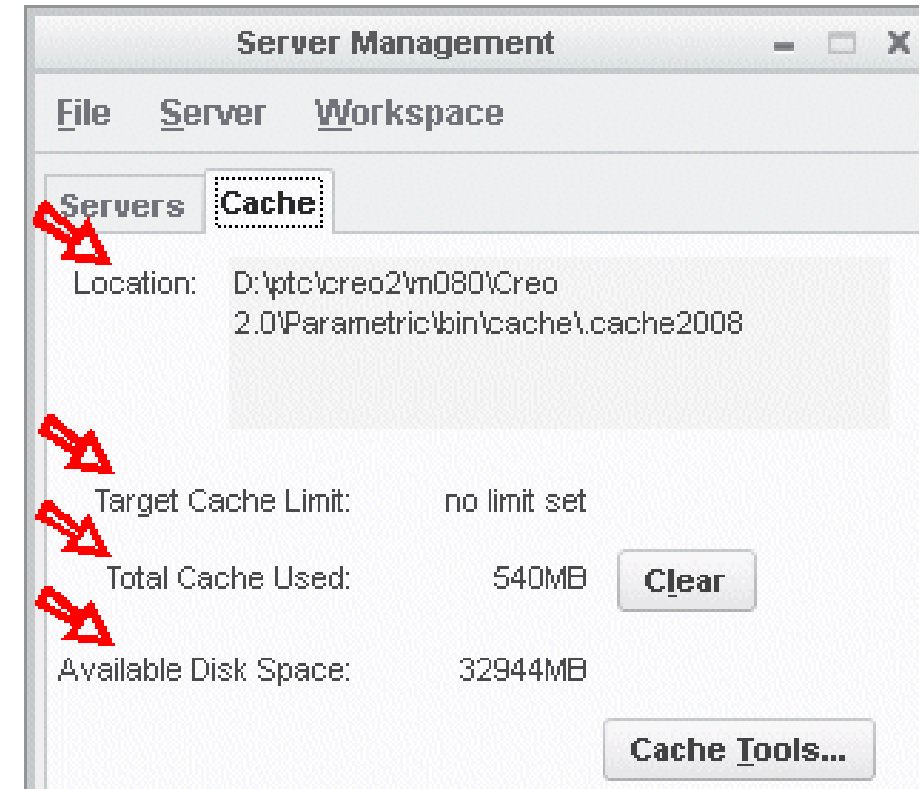 Server Management
File Server Workspace
Servers Cache
Location: D:\ptc\creo2\m080\Creo
2.0\Parametric\bin\cache\.cache2008
Target Cache Limit: no limit set
Total Cache Used: 540MB Clear
Available Disk Space: 32944MB
Cache Tools...